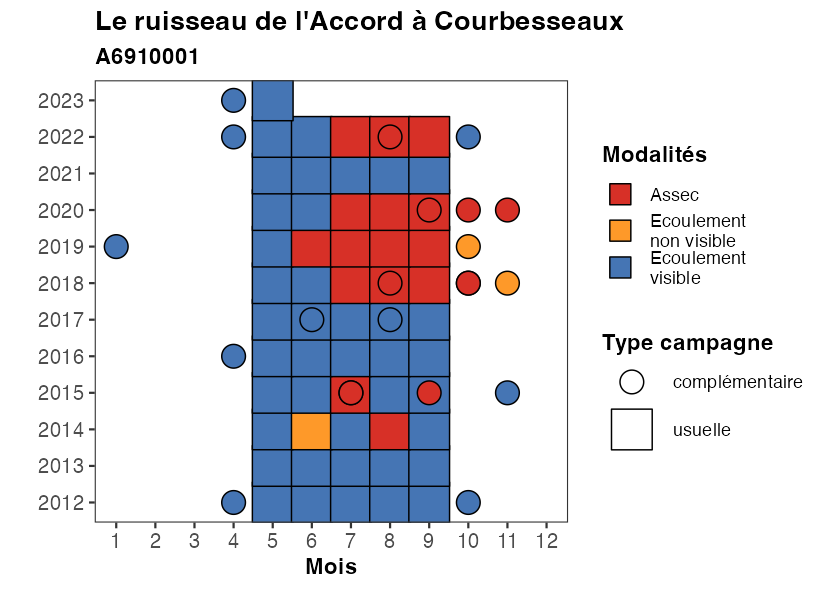 Le ruisseau de l'Accord à Courbesseaux
A6910001
2023
2022
2021
2020
2019
2018
2017
2016
2015
2014
2013
2012
1 2 3 4 5 6 7 8 9 10 11 12
Mois
Modalités
Assec
Ecoulement
non visible
Ecoulement
visible
Type campagne
complémentaire
usuelle